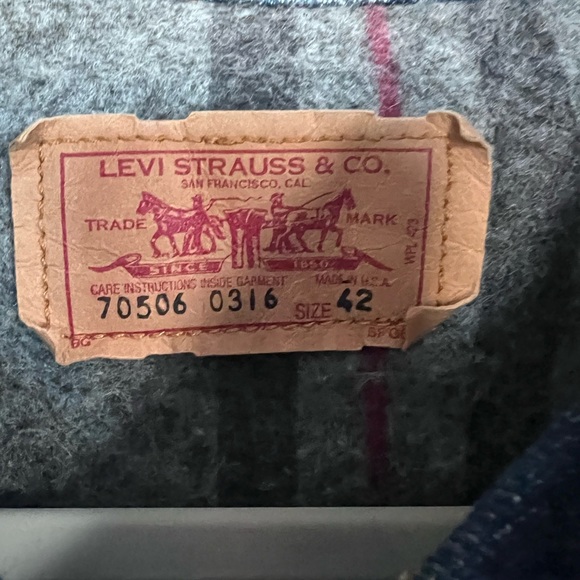 LEVI STRAUSS & CO.
SAN FRANCISCO, CAL
TRADE MARK
SINCE 1850
CARE INSTRUCTIONS INSIDE GARMENT MADE IN U.S.A.
70506 0316 SIZE 42
WPL 423
BG